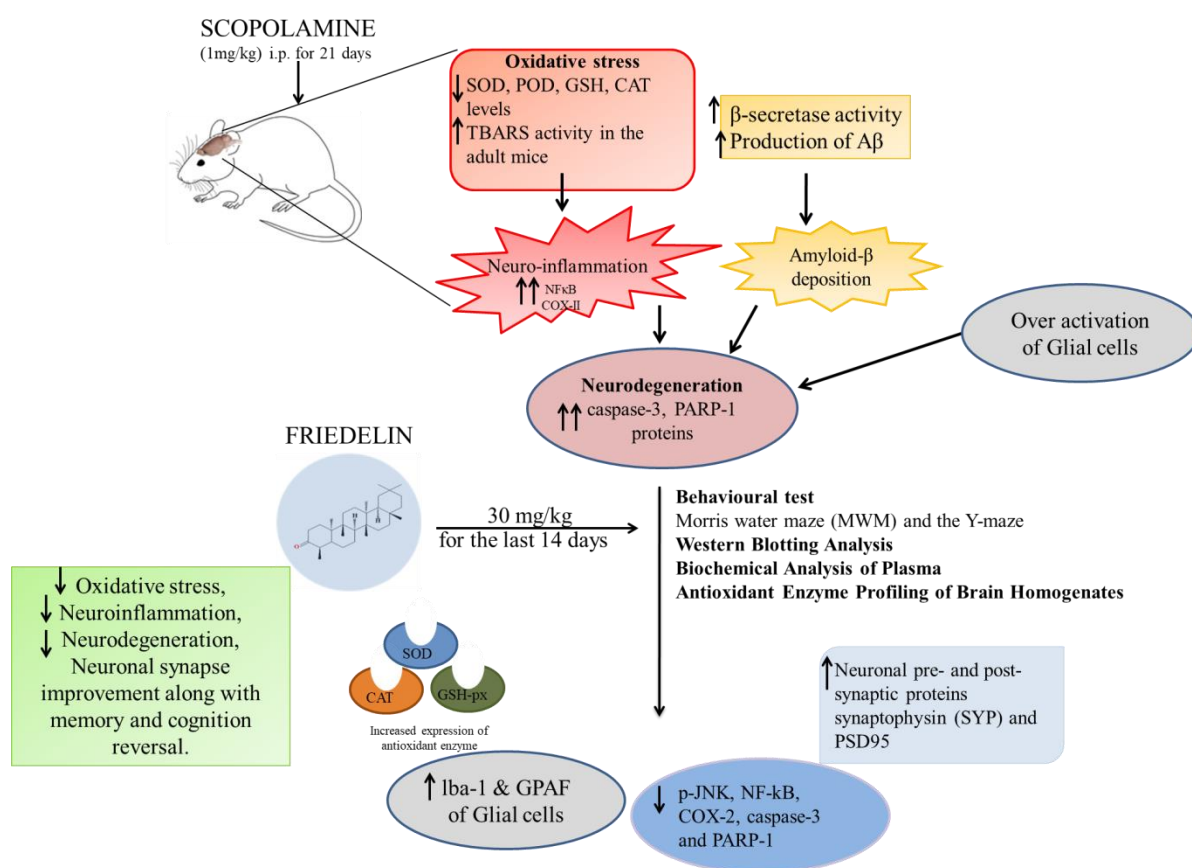 SCOPOLAMINE
(1mg/kg) i.p. for 21 days
Oxidative stress
↓ SOD, POD, GSH, CAT
levels
↑ TBARS activity in the
adult mice
↑ β-secretase activity
↑ Production of Aβ
Neuro-inflammation
↑↑ NFκB
COX-II
Amyloid-β
deposition
Over activation
of Glial cells
Neurodegeneration
↑↑ caspase-3, PARP-1
proteins
FRIEDELIN
H
H
H
O
30 mg/kg
for the last 14 days
Behavioural test
Morris water maze (MWM) and the Y-maze
Western Blotting Analysis
Biochemical Analysis of Plasma
Antioxidant Enzyme Profiling of Brain Homogenates
↓ Oxidative stress,
↓ Neuroinflammation,
↓ Neurodegeneration,
Neuronal synapse
improvement along with
memory and cognition
reversal.
SOD
CAT
GSH-px
Increased expression of
antioxidant enzyme
↑ Neuronal pre- and post-
synaptic proteins
synaptophysin (SYP) and
PSD95
↑ lba-1 & GPAF
of Glial cells
↓ p-JNK, NF-kB,
COX-2, caspase-3
and PARP-1